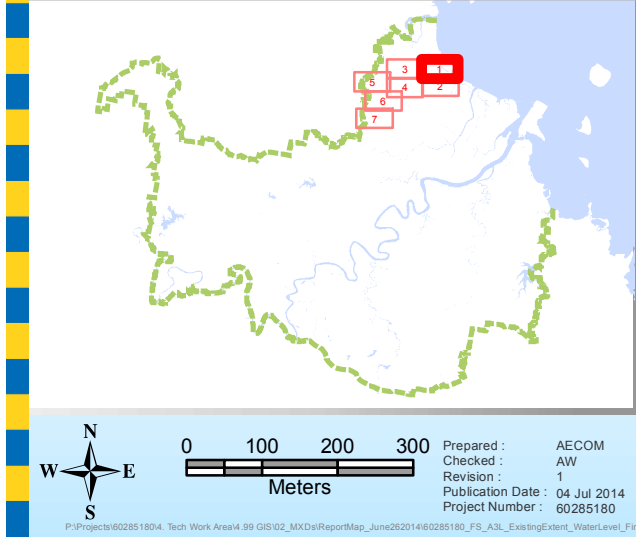 3 1
5 4 2
6
7
N
W E
S
0 100 200 300
Meters
Prepared : AECOM
Checked : AW
Revision : 1
Publication Date : 04 Jul 2014
Project Number : 60285180
P:\Projects\60285180\4. Tech Work Area\4.99 GIS\02_MXDs\ReportMap_June262014\60285180_FS_A3L_ExistingExtent_WaterLevel_Fir